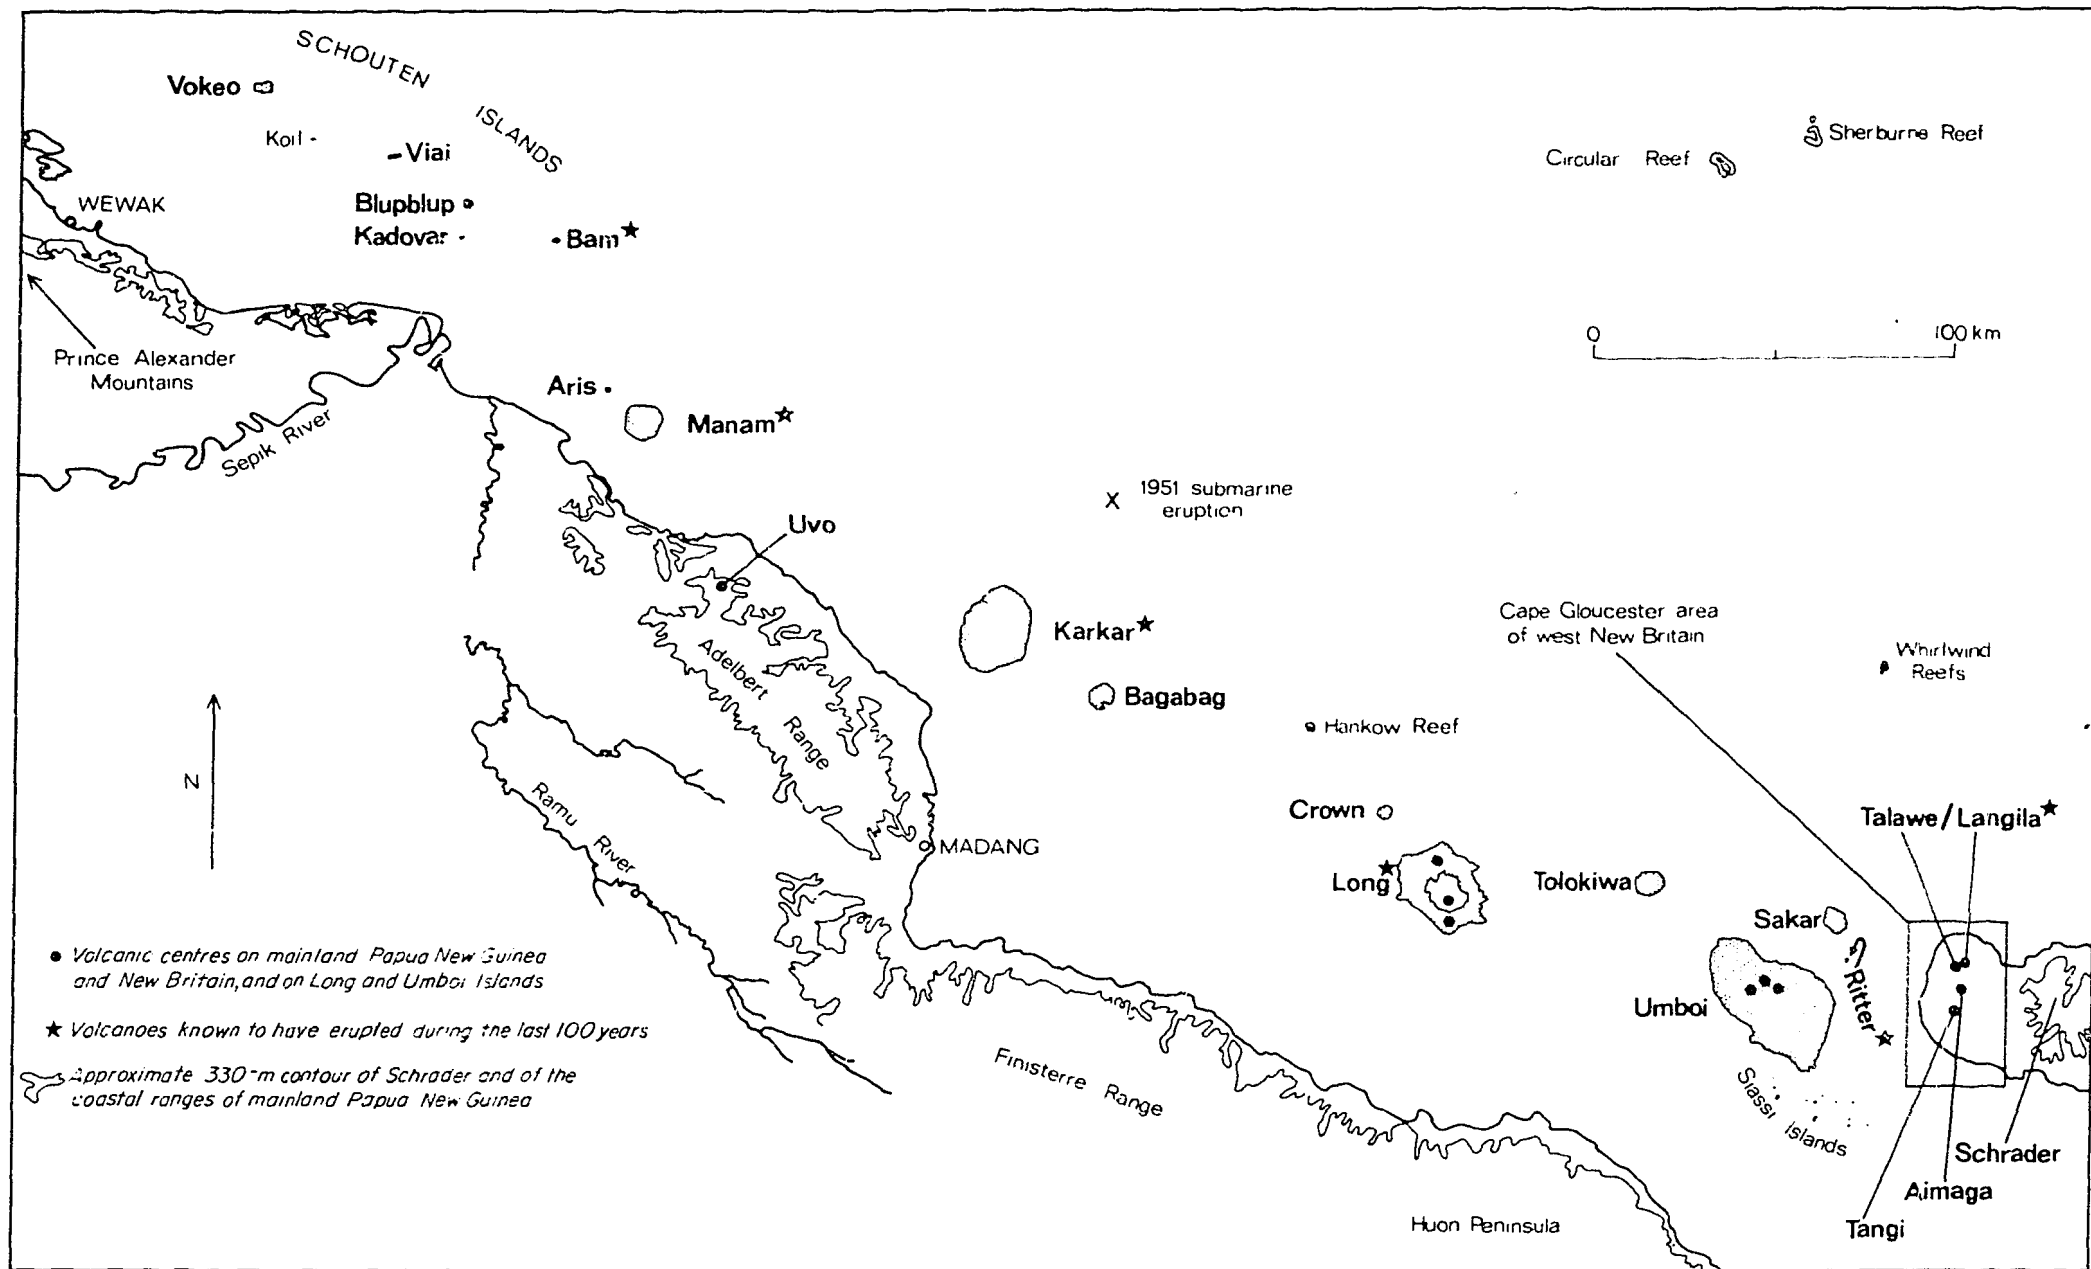 SCHOUTEN
ISLANDS
Vokeo
Koil
Viai
WEWAK
Blupblup
Kadovar
Bam★
Circular Reef
Sherburne Reef
0
100 km
Prince Alexander
Mountains
Sepik River
Aris
Manam★
1951 submarine
eruption
X
Uvo
Karkar★
Bagabag
Cape Gloucester area
of west New Britain
Whirlwind
Reefs
Hankow Reef
Adelbert
Range
N
Ramu
River
MADANG
Crown
Long★
Tolokiwa
Sakar
Ritter★
Umboi
Talawe/Langila★
Siassi Islands
Finisterre Range
Huon Peninsula
Schrader
Aimaga
Tangi
● Volcanic centres on mainland Papua New Guinea
and New Britain, and on Long and Umboi Islands
★ Volcanoes known to have erupted during the last 100 years
Approximate 330-m contour of Schrader and of the
coastal ranges of mainland Papua New Guinea